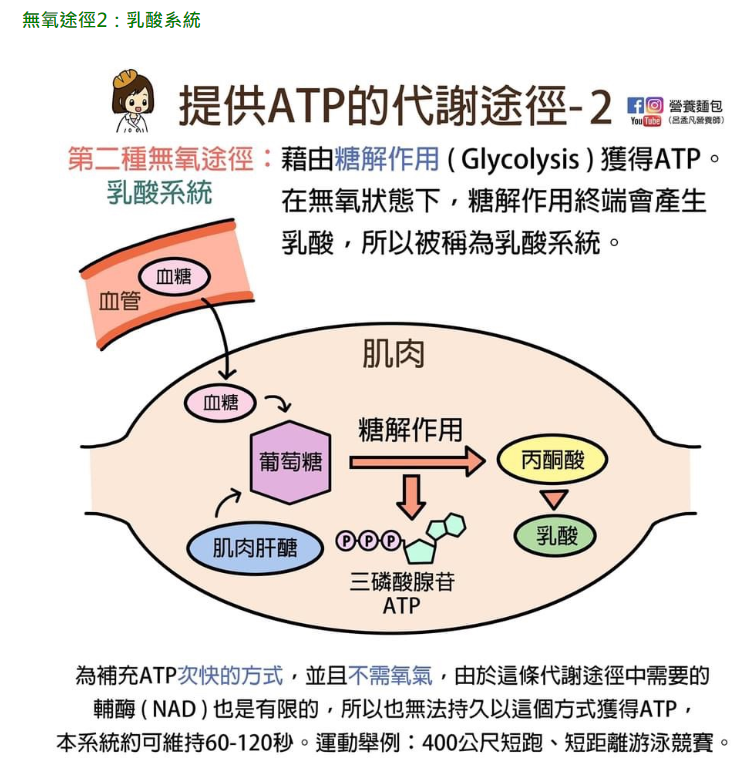 無氧途徑2：乳酸系統
提供ATP的代謝途徑-2
營養麵包
You Tube（呂孟凡營養師）
第二種無氧途徑：藉由糖解作用 ( Glycolysis ) 獲得ATP。
乳酸系統
在無氧狀態下，糖解作用終端會產生
乳酸，所以被稱為乳酸系統。
血糖
血管
肌肉
血糖
糖解作用
葡萄糖
丙酮酸
肌肉肝醣
P P P
乳酸
三磷酸腺苷
ATP
為補充ATP次快的方式，並且不需氧氣，由於這條代謝途徑中需要的
輔酶 ( NAD ) 也是有限的，所以也無法持久以這個方式獲得ATP，
本系統約可維持60-120秒。運動舉例：400公尺短跑、短距離游泳競賽。